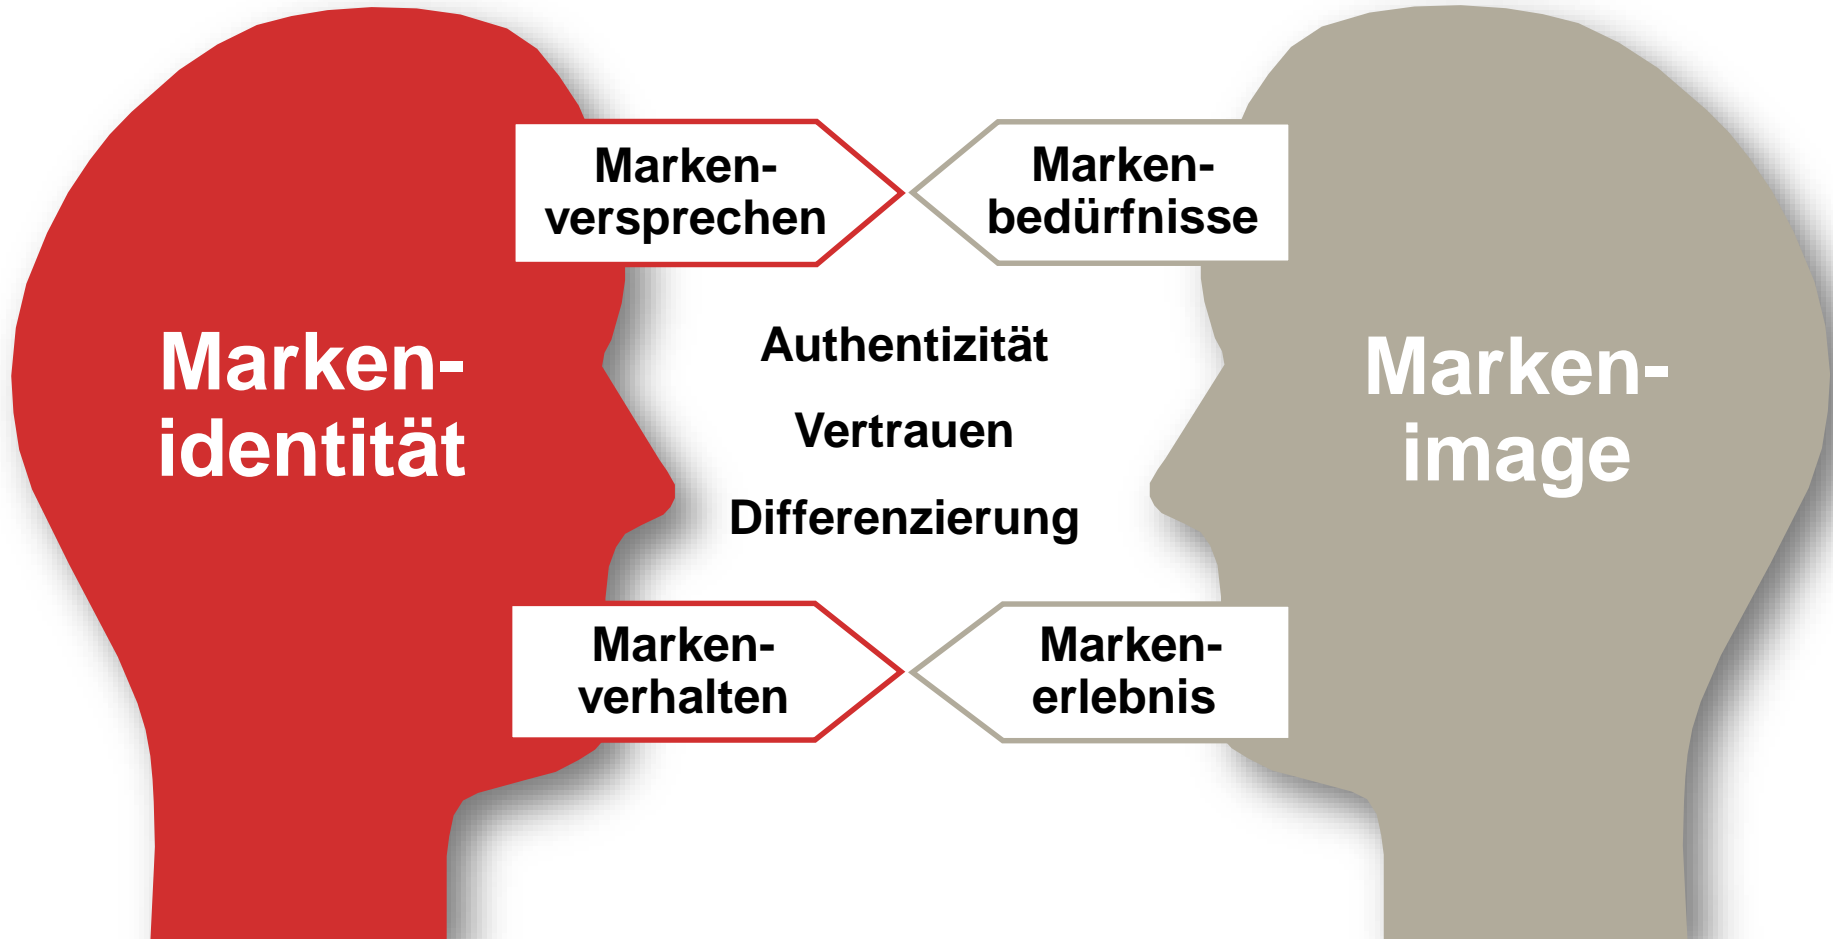 Marken-
versprechen
Marken-
bedürfnisse
Marken-
identität
Authentizität
Vertrauen
Differenzierung
Marken-
image
Marken-
verhalten
Marken-
erlebnis